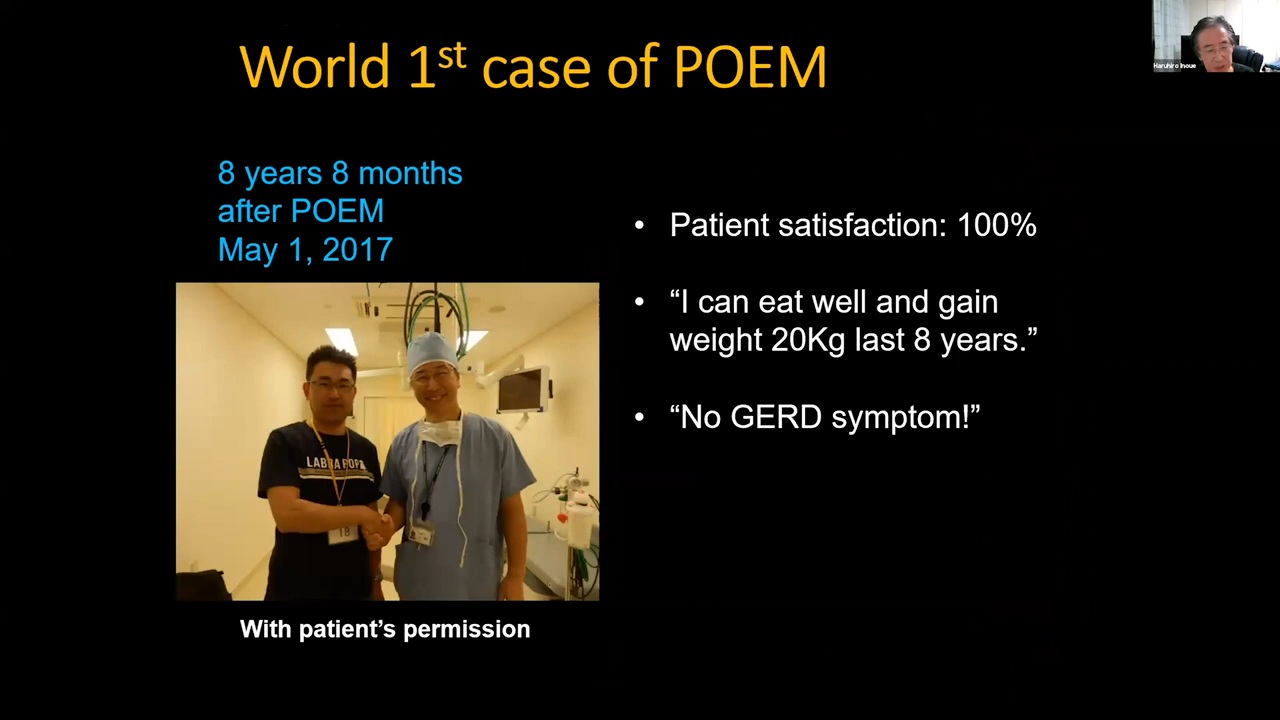 World 1st case of POEM
Haruhiro Inoue
8 years 8 months
after POEM
May 1, 2017
• Patient satisfaction: 100%
• “I can eat well and gain
weight 20Kg last 8 years.”
• “No GERD symptom!”
18
With patient’s permission